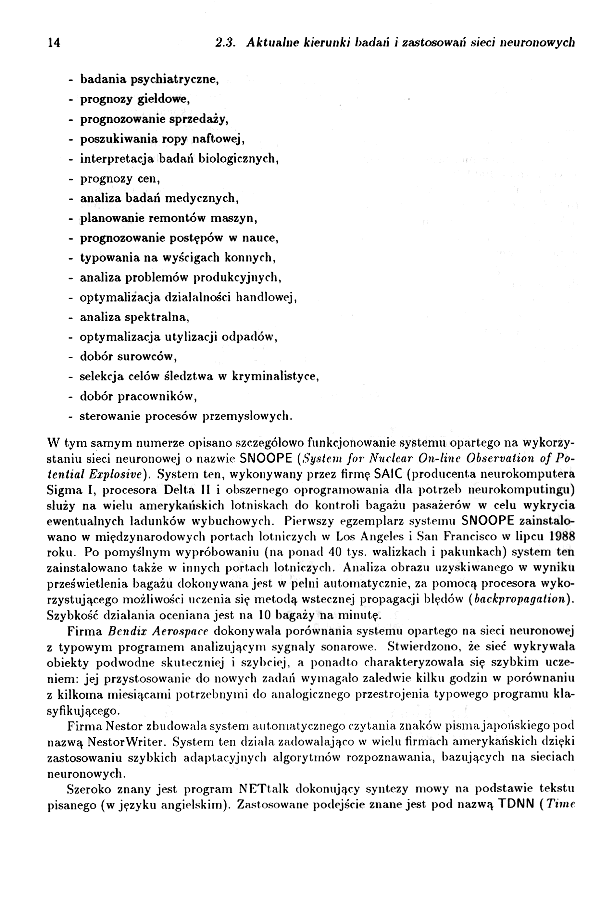 14 2.3. Aktualne kierunki badań i zastosowań sieci neuronowych
- badania psychiatryczne,
- prognozy giełdowe,
- prognozowanie sprzedaży,
- poszukiwania ropy naftowej,
- interpretacja badań biologicznych,
- prognozy cen,
- analiza badań medycznych,
- planowanie remontów maszyn,
- prognozowanie postępów w nauce,
- typowania na wyścigach konnych,
- analiza problemów produkcyjnych,
- optymalizacja działalności handlowej,
- analiza spektralna,
- optymalizacja utylizacji odpadów,
- dobór surowców,
- selekcja celów śledztwa w kryminalistyce,
- dobór pracowników,
- sterowanie procesów przemysłowych.
W tym samym numerze opisano szczegółowo funkcjonowanie systemu opartego na wykorzy-
staniu sieci neuronowej o nazwie SNOOPE (System for Nuclear On-line Observation of Po-
tential Explosive). System ten, wykonywany przez firmę SAIC (producenta neurokomputera
Sigma I, procesora Delta II i obszernego oprogramowania dla potrzeb neurokomputingu)
służy na wielu amerykańskich lotniskach do kontroli bagażu pasażerów w celu wykrycia
ewentualnych ładunków wybuchowych. Pierwszy egzemplarz systemu SNOOPE zainstalo-
wano w międzynarodowych portach lotniczych w Los Angeles i San Francisco w lipcu 1988
roku. Po pomyślnym wypróbowaniu (na ponad 40 tys. walizkach i pakunkach) system ten
zainstalowano także w innych portach lotniczych. Analiza obrazu uzyskiwanego w wyniku
prześwietlenia bagażu dokonywana jest w pełni automatycznie, za pomocą procesora wyko-
rzystującego możliwości uczenia się metodą wstecznej propagacji błędów (backpropagation).
Szybkość działania oceniana jest na 10 bagaży na minutę.
Firma Bendix Aerospace dokonywała porównania systemu opartego na sieci neuronowej
z typowym programem analizującym sygnały sonarowe. Stwierdzono, że sieć wykrywała
obiekty podwodne skuteczniej i szybciej, a ponadto charakteryzowała się szybkim ucze-
niem: jej przystosowanie do nowych zadań wymagało zaledwie kilku godzin w porównaniu
z kilkoma miesiącami potrzebnymi do analogicznego przestrojenia typowego programu kla-
syfikującego.
Firma Nestor zbudowała system automatycznego czytania znaków pisma japońskiego pod
nazwą NestorWriter. System ten działa zadowalająco w wielu firmach amerykańskich dzięki
zastosowaniu szybkich adaptacyjnych algorytmów rozpoznawania, bazujących na sieciach
neuronowych.
Szeroko znany jest program NETtalk dokonujący syntezy mowy na podstawie tekstu
pisanego (w języku angielskim). Zastosowane podejście znane jest pod nazwą TDNN (Time